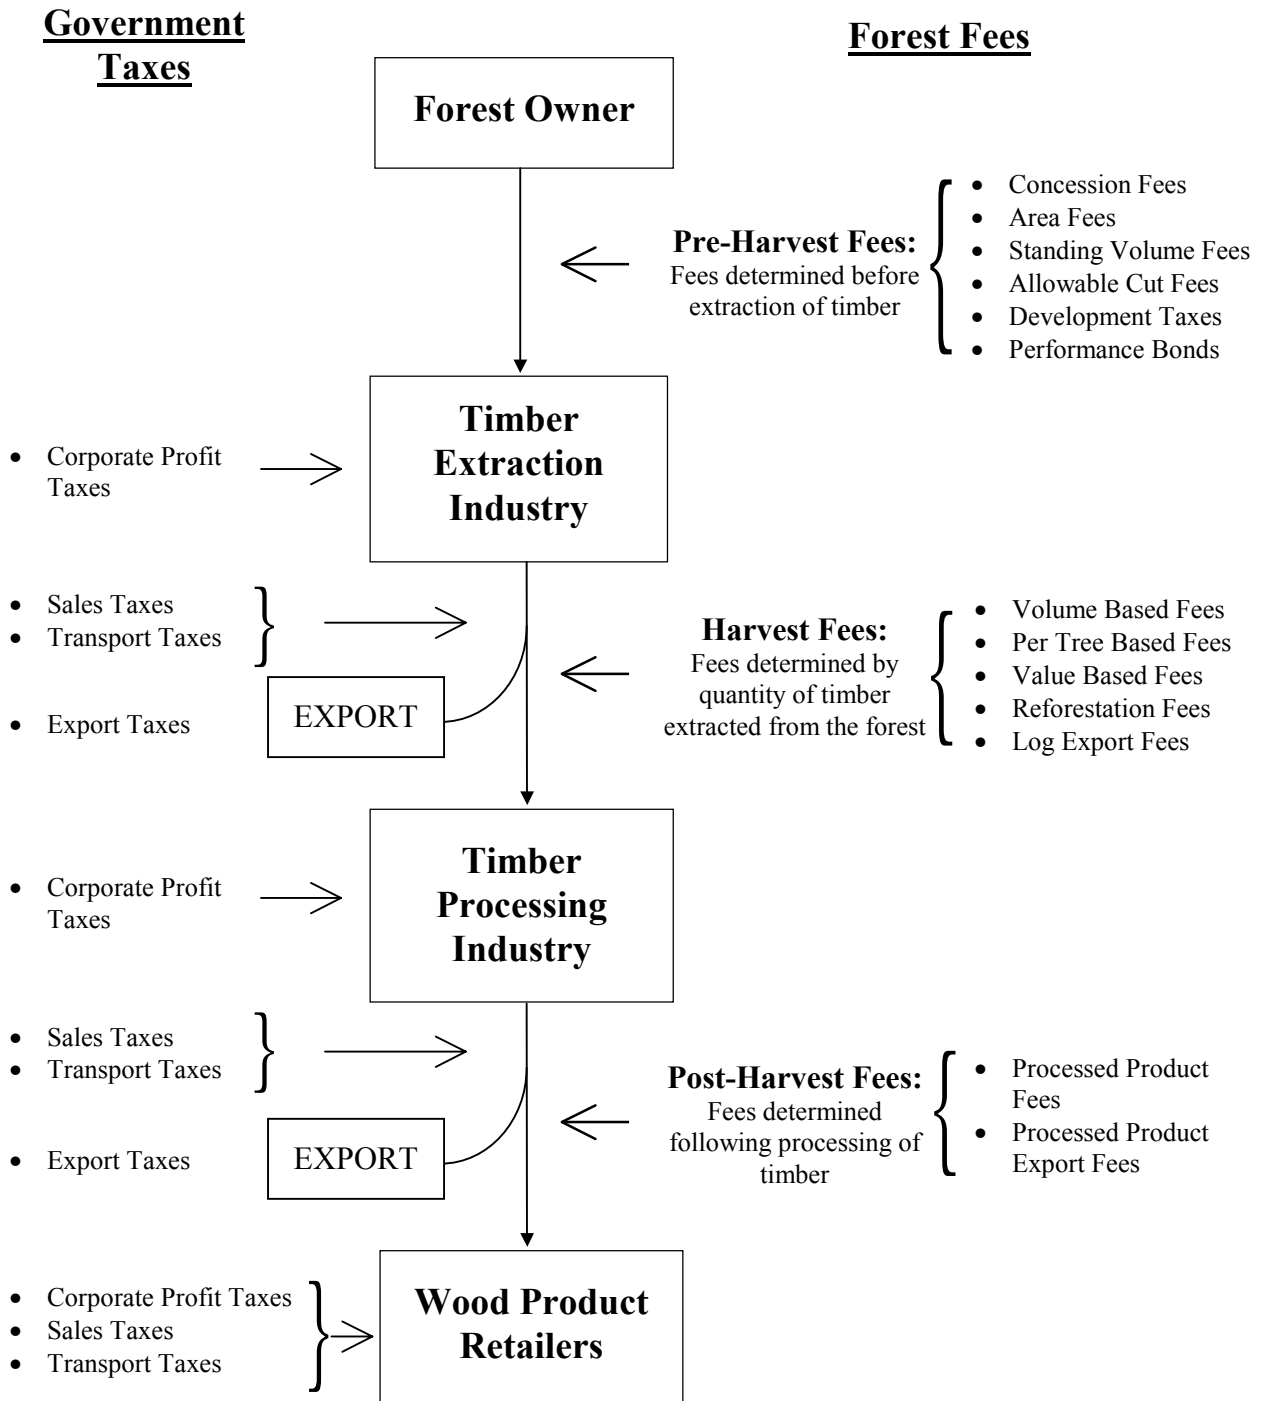 Government
Taxes
Forest Fees
Forest Owner
Pre-Harvest Fees:
Fees determined before
extraction of timber
• Concession Fees
• Area Fees
• Standing Volume Fees
• Allowable Cut Fees
• Development Taxes
• Performance Bonds
Timber
Extraction
Industry
• Corporate Profit
Taxes
• Sales Taxes
• Transport Taxes
• Export Taxes
EXPORT
Harvest Fees:
Fees determined by
quantity of timber
extracted from the forest
• Volume Based Fees
• Per Tree Based Fees
• Value Based Fees
• Reforestation Fees
• Log Export Fees
Timber
Processing
Industry
• Corporate Profit
Taxes
• Sales Taxes
• Transport Taxes
• Export Taxes
EXPORT
Post-Harvest Fees:
Fees determined
following processing of
timber
• Processed Product
Fees
• Processed Product
Export Fees
• Corporate Profit Taxes
• Sales Taxes
• Transport Taxes
Wood Product
Retailers